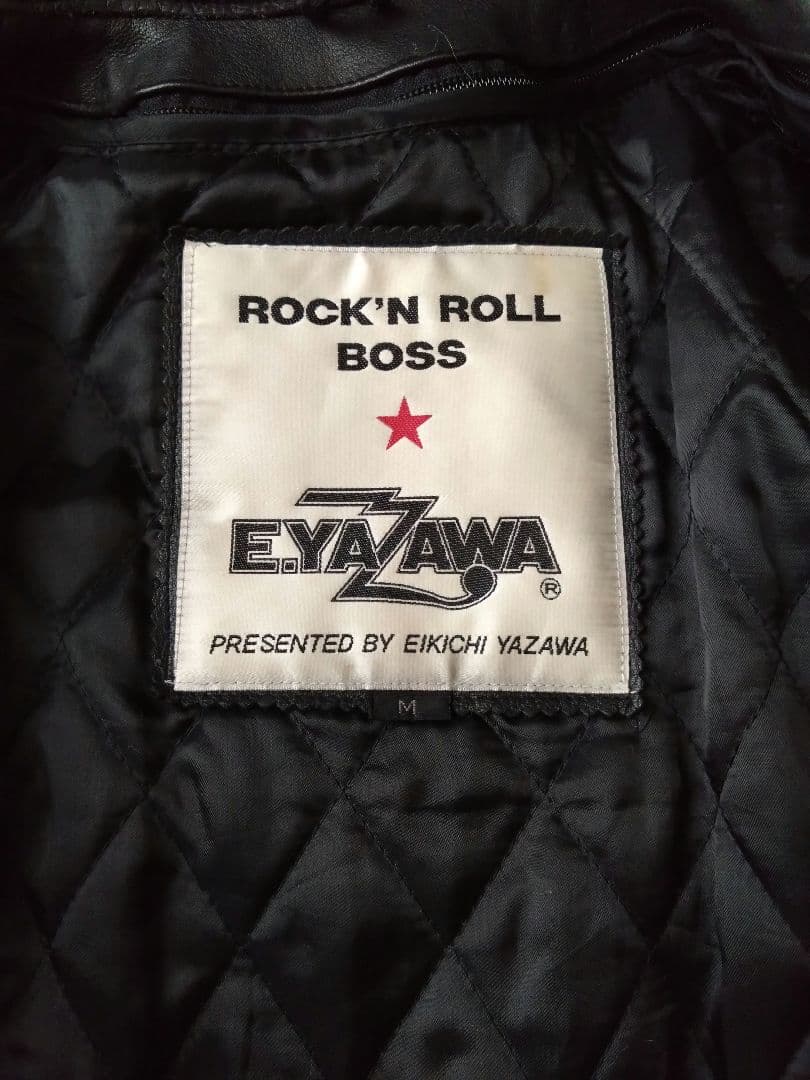 ROCK'N ROLL
BOSS
E.YAZAWA
®
PRESENTED BY EIKICHI YAZAWA
M